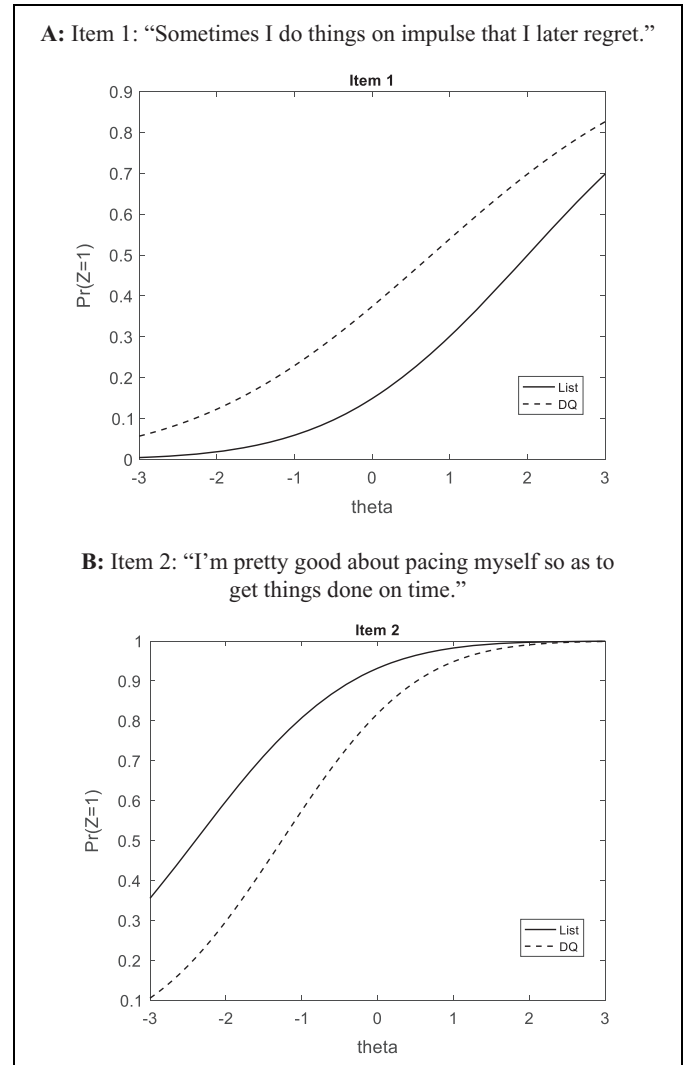 A: Item 1: “Sometimes I do things on impulse that I later regret.”
Item 1
0.9
0.8
0.7
0.6
0.5
0.4
0.3
0.2
0.1
0
Pr(Z=1)
List
DQ
-3 -2 -1 0 1 2 3
theta
B: Item 2: “I’m pretty good about pacing myself so as to
get things done on time.”
Item 2
1
0.9
0.8
0.7
0.6
0.5
0.4
0.3
0.2
0.1
Pr(Z=1)
List
DQ
-3 -2 -1 0 1 2 3
theta